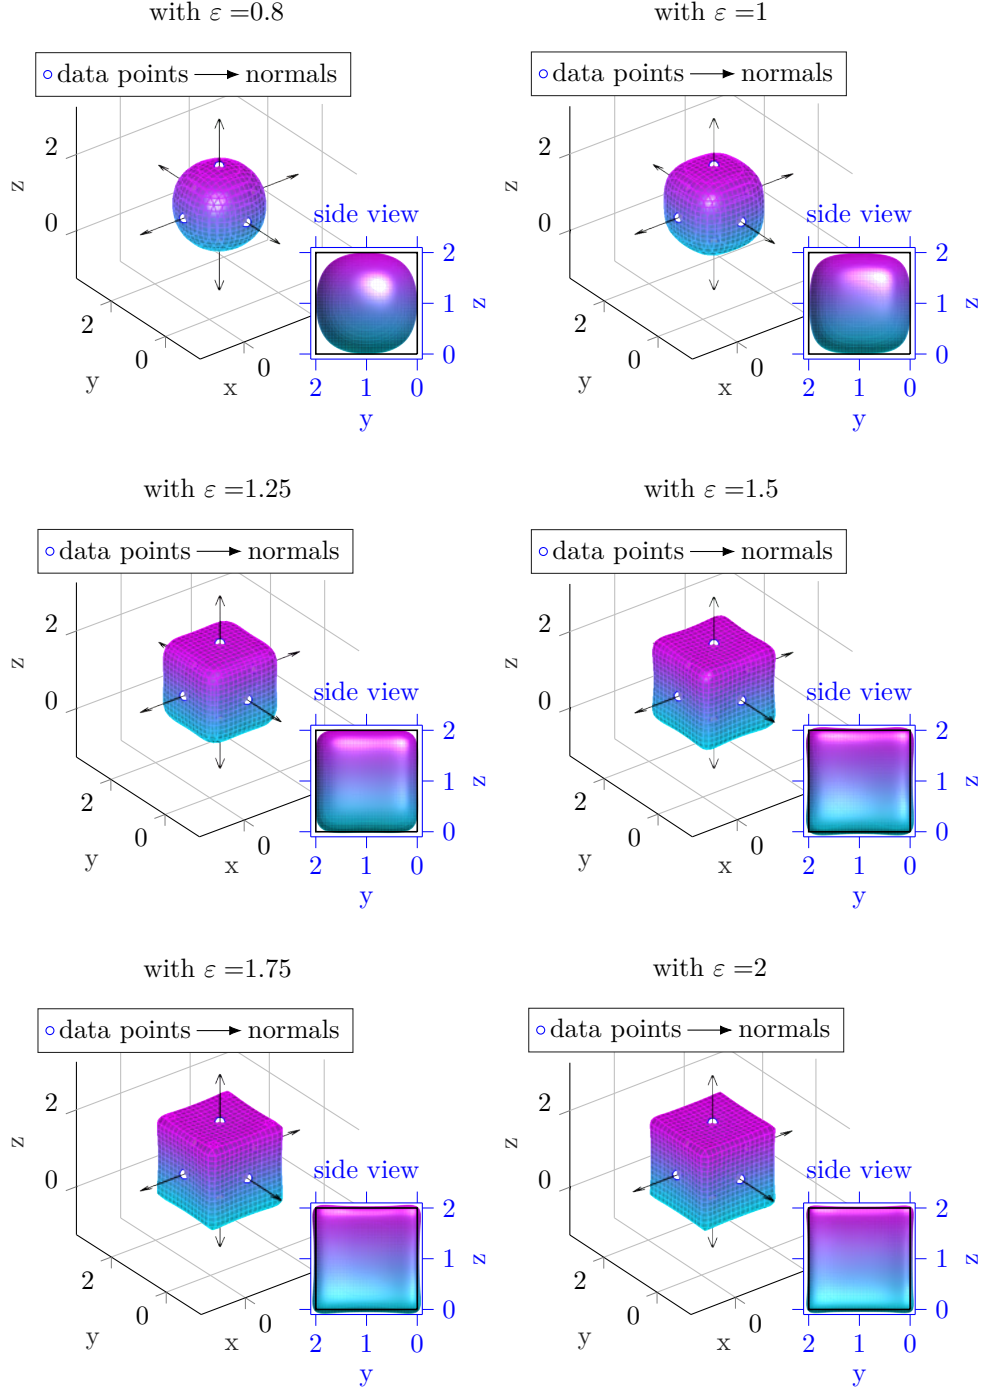 with ε =0.8
data points normals
2
0
z
2
0
y
0
x
side view
2
1
0
z
2 1 0
y
with ε =1
data points normals
2
0
z
2
0
y
0
x
side view
2
1
0
z
2 1 0
y
with ε =1.25
data points normals
2
0
z
2
0
y
0
x
side view
2
1
0
z
2 1 0
y
with ε =1.5
data points normals
2
0
z
2
0
y
0
x
side view
2
1
0
z
2 1 0
y
with ε =1.75
data points normals
2
0
z
2
0
y
0
x
side view
2
1
0
z
2 1 0
y
with ε =2
data points normals
2
0
z
2
0
y
0
x
side view
2
1
0
z
2 1 0
y